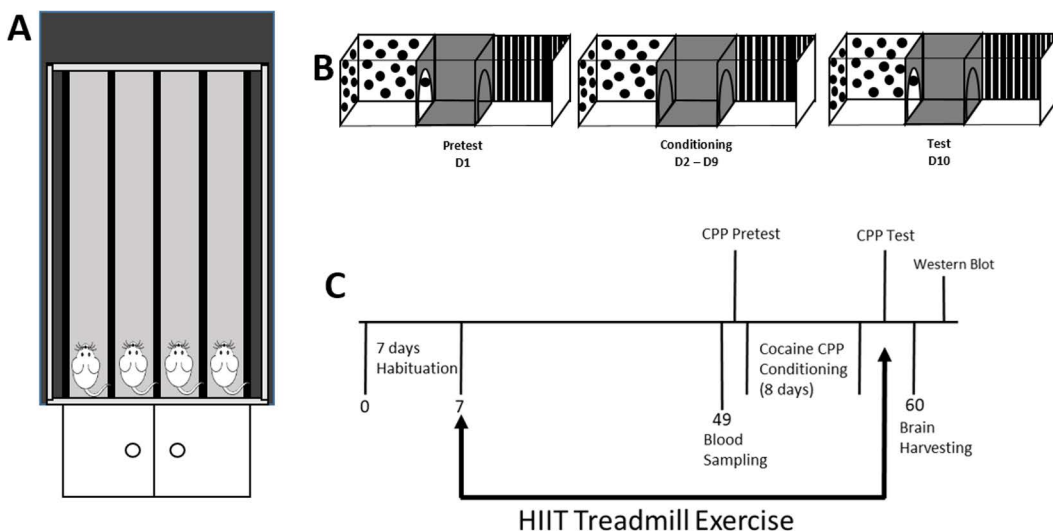 A
B
Pretest
D1
Conditioning
D2 – D9
Test
D10
C
CPP Pretest
CPP Test
Western Blot
7 days
Habituation
Cocaine CPP
Conditioning
(8 days)
0
7
49
Blood
Sampling
60
Brain
Harvesting
HIIT Treadmill Exercise